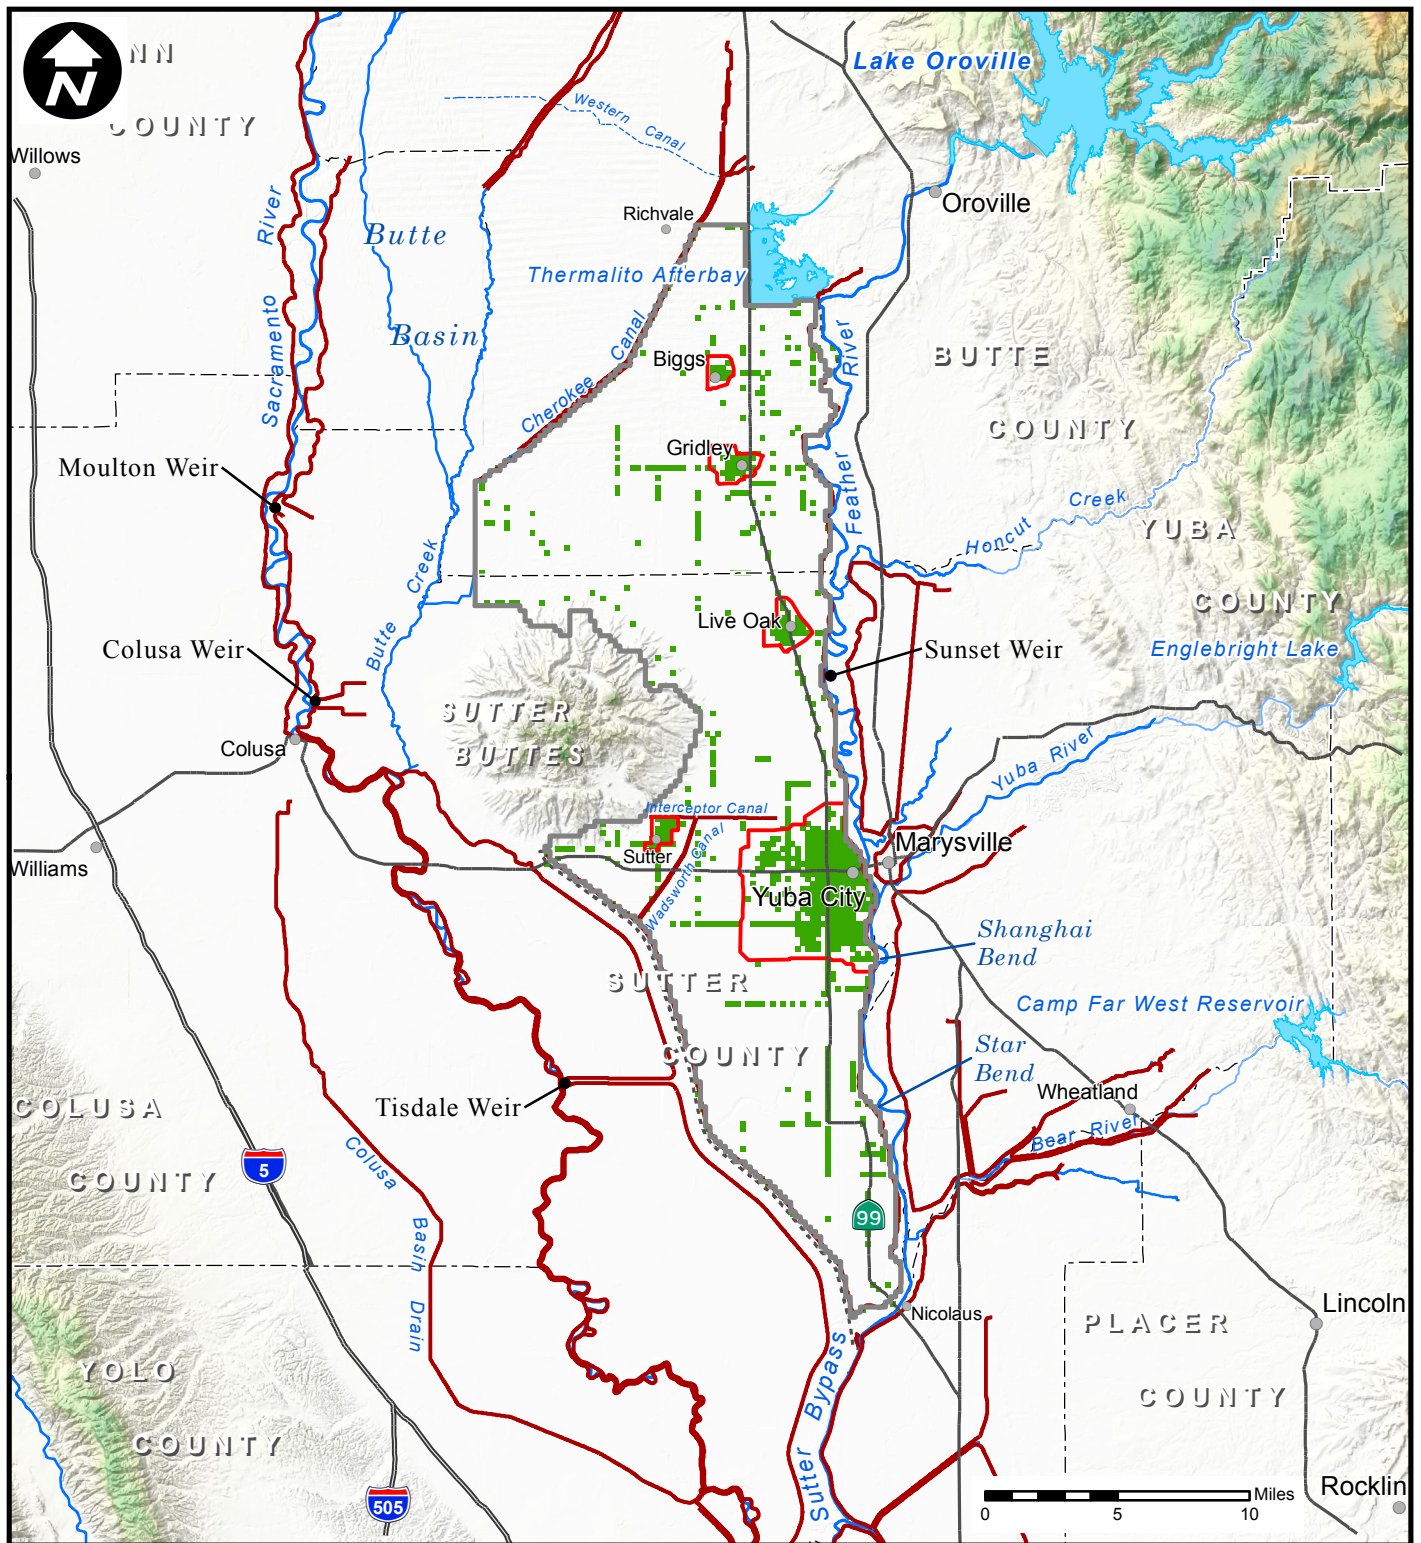 N
NN
COUNTY
Lake Oroville
Western Canal
Willows
River
Sacramento
Butte
Basin
Richvale
Oroville
Thermalito Afterbay
Cherokee Canal
Biggs
River
Feather
BUTTE
COUNTY
Gridley
Moulton Weir
Honcut Creek
YUBA
COUNTY
Butte Creek
Live Oak
Colusa Weir
Sunset Weir
Englebright Lake
SUTTER
BUTTES
Colusa
Yuba River
Interceptor Canal
Wadsworth Canal
Sutter
Williams
Marysville
Yuba City
Shanghai
Bend
SUTTER
COUNTY
Camp Far West Reservoir
Star
Bend
Tisdale Weir
Wheatland
Bear River
COLUSA
COUNTY
5
Colusa
Basin
Drain
99
Nicolaus
PLACER
COUNTY
Lincoln
YOLO
COUNTY
Sutter Bypass
505
Rocklin
Miles
0
5
10